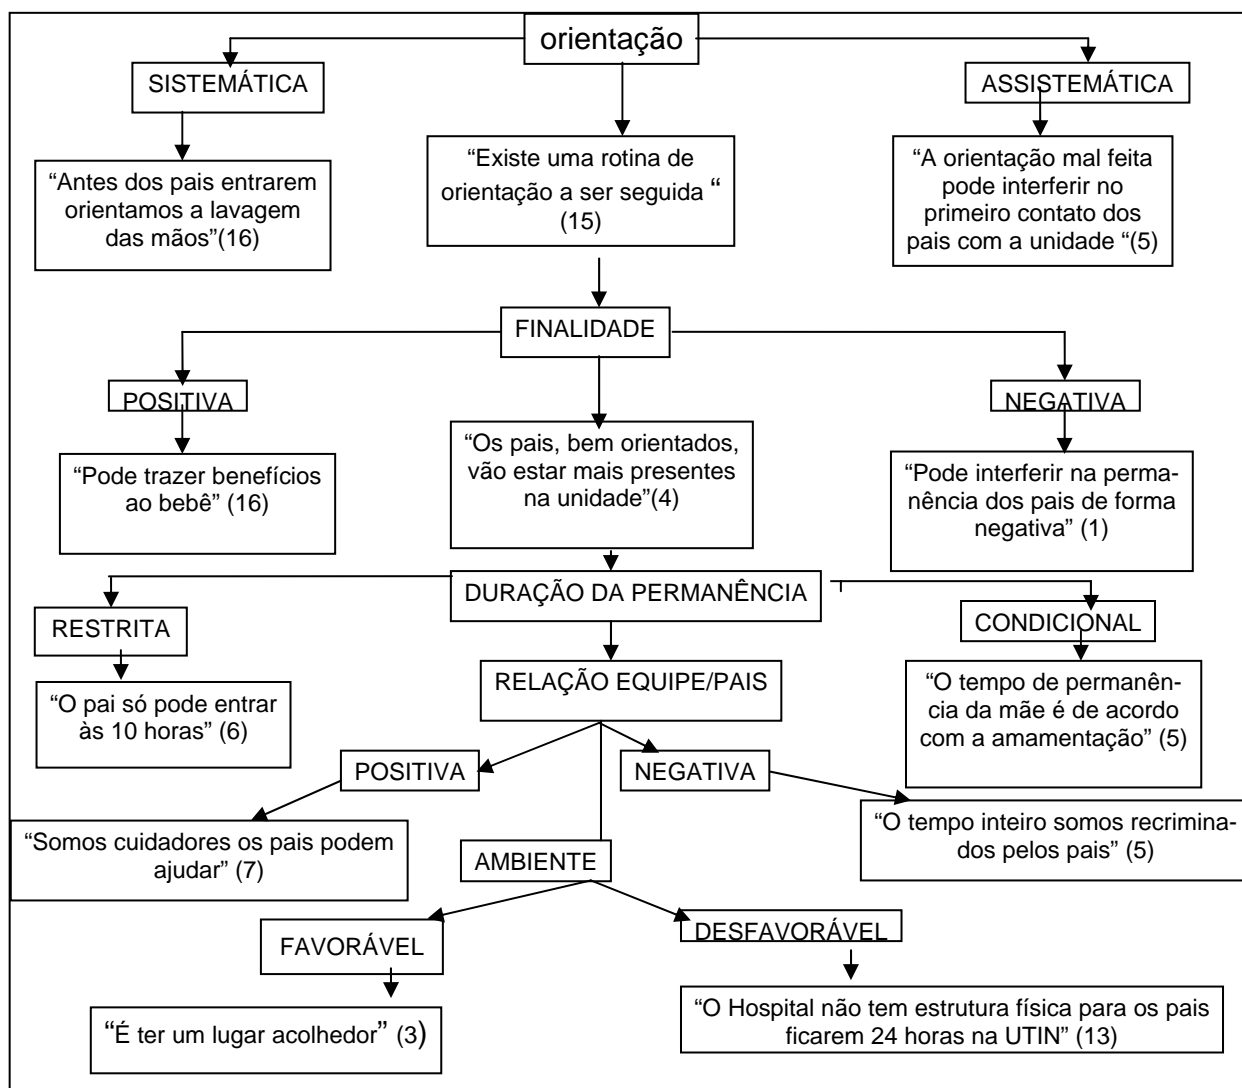 orientação
SISTEMÁTICA
ASSISTEMÁTICA
“Antes dos pais entrarem
orientamos a lavagem
das mãos”(16)
“Existe uma rotina de
orientação a ser seguida “
(15)
“A orientação mal feita
pode interferir no
primeiro contato dos
pais com a unidade “(5)
FINALIDADE
POSITIVA
NEGATIVA
“Pode trazer benefícios
ao bebê” (16)
“Os pais, bem orientados,
vão estar mais presentes
na unidade”(4)
“Pode interferir na perma-
nência dos pais de forma
negativa” (1)
DURAÇÃO DA PERMANÊNCIA
RESTRITA
CONDICIONAL
“O pai só pode entrar
às 10 horas” (6)
RELAÇÃO EQUIPE/PAIS
“O tempo de permanên-
cia da mãe é de acordo
com a amamentação” (5)
POSITIVA
NEGATIVA
“Somos cuidadores os pais podem
ajudar” (7)
AMBIENTE
“O tempo inteiro somos recrimina-
dos pelos pais” (5)
FAVORÁVEL
DESFAVORÁVEL
“É ter um lugar acolhedor” (3)
“O Hospital não tem estrutura física para os pais
ficarem 24 horas na UTIN” (13)